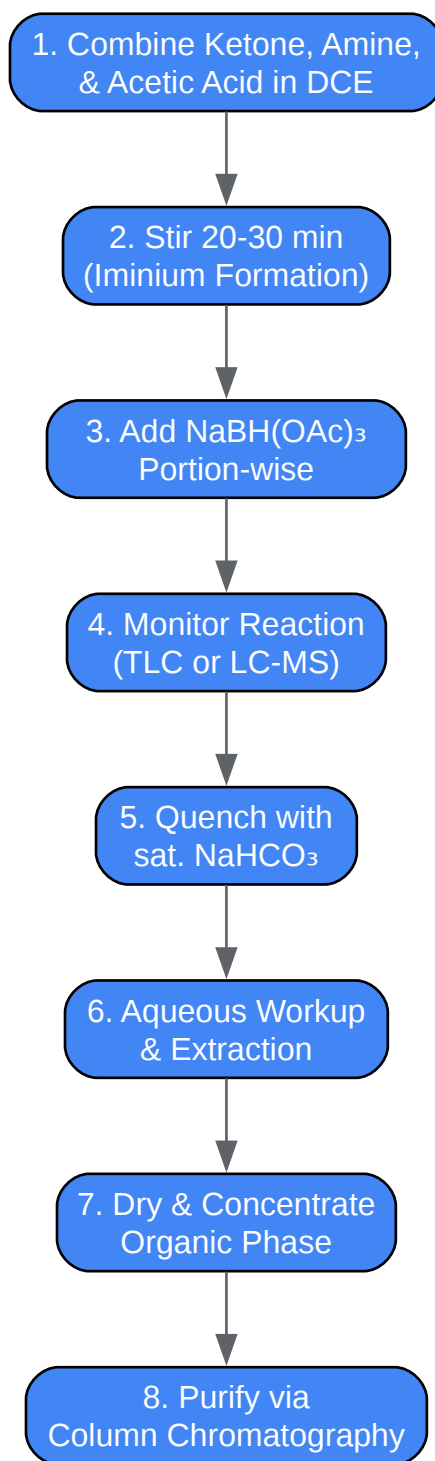 1. Combine Ketone, Amine,
& Acetic Acid in DCE
2. Stir 20-30 min
(Iminium Formation)
3. Add NaBH(OAc)₃
Portion-wise
4. Monitor Reaction
(TLC or LC-MS)
5. Quench with
sat. NaHCO₃
6. Aqueous Workup
& Extraction
7. Dry & Concentrate
Organic Phase
8. Purify via
Column Chromatography